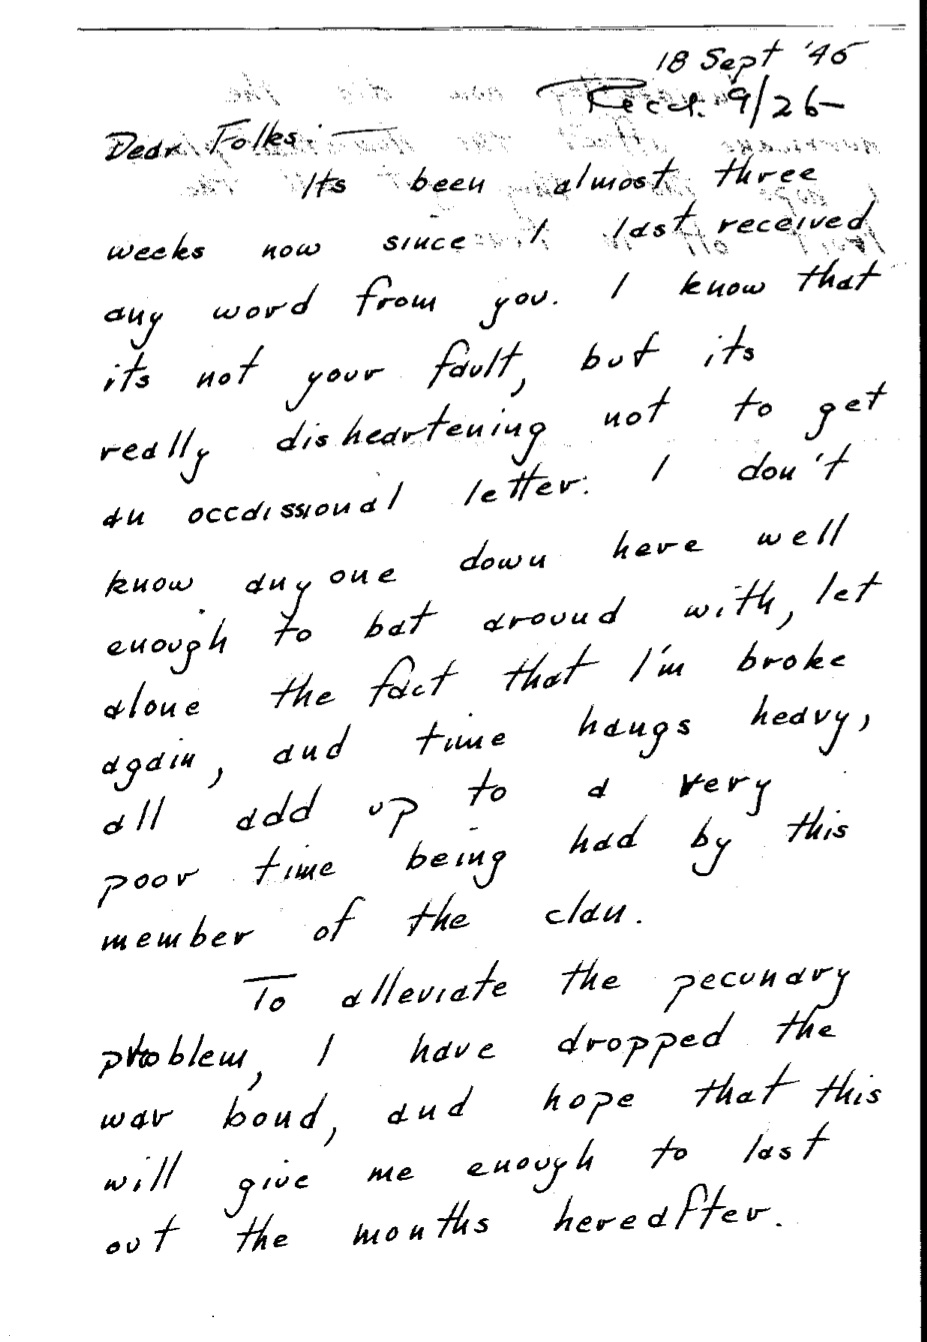 18 Sept '45
Recd. 9/26
Dear Folks:—
Its been almost three
weeks now since I last received
any word from you. I know that
its not your fault, but its
really disheartening not to get
an occaissional letter. I don't
know anyone down here well
enough to bat around with, let
alone the fact that I'm broke
again, and time hangs heavy,
all add up to a very
poor time being had by this
member of the clan.
To alleviate the pecunary
problem, I have dropped the
war bond, and hope that this
will give me enough to last
out the months hereafter.